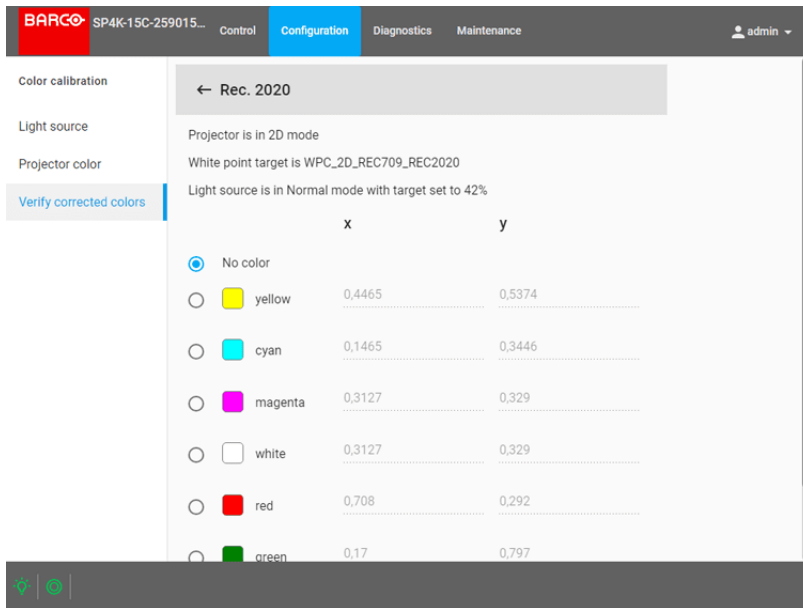 BARCO SP4K-15C-259015... Control Configuration Diagnostics Maintenance admin
Color calibration
← Rec. 2020
Light source
Projector is in 2D mode
Projector color
White point target is WPC_2D_REC709_REC2020
Light source is in Normal mode with target set to 42%
Verify corrected colors
x y
No color
yellow 0,4465 0,5374
cyan 0,1465 0,3446
magenta 0,3127 0,329
white 0,3127 0,329
red 0,708 0,292
green 0,17 0,797